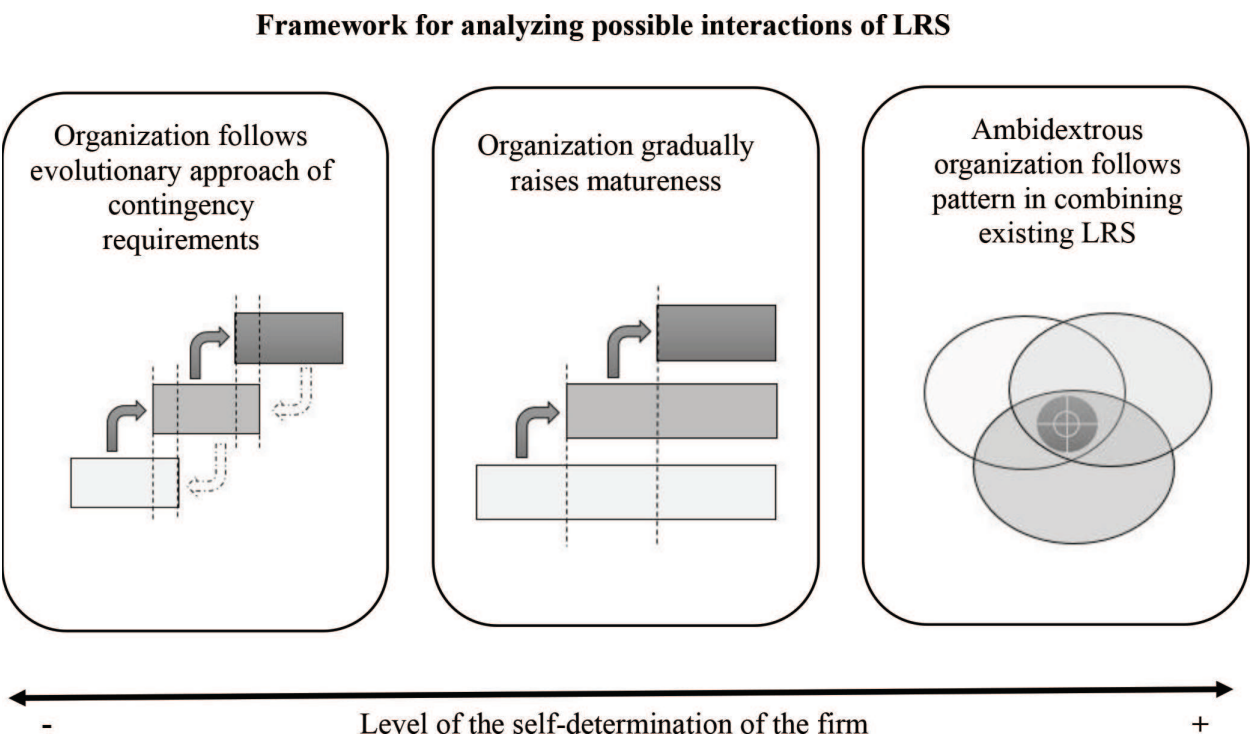 Framework for analyzing possible interactions of LRS
Organization follows
evolutionary approach of
contingency
requirements
Organization gradually
raises matureness
Ambidextrous
organization follows
pattern in combining
existing LRS
-
Level of the self-determination of the firm
+